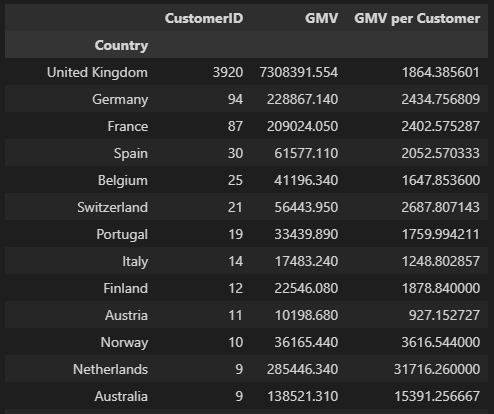 CustomerID GMV GMV per Customer
Country
United Kingdom 3920 7308391.554 1864.385601
Germany 94 228867.140 2434.756809
France 87 209024.050 2402.575287
Spain 30 61577.110 2052.570333
Belgium 25 41196.340 1647.853600
Switzerland 21 56443.950 2687.807143
Portugal 19 33439.890 1759.994211
Italy 14 17483.240 1248.802857
Finland 12 22546.080 1878.840000
Austria 11 10198.680 927.152727
Norway 10 36165.440 3616.544000
Netherlands 9 285446.340 31716.260000
Australia 9 138521.310 15391.256667